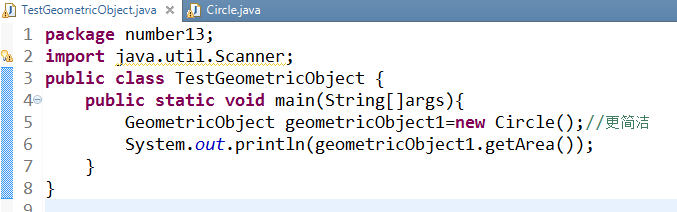 TestGeometricObject.java Circle.java
1 package number13;
2 import java.util.Scanner;
3 public class TestGeometricObject {
4 public static void main(String[]args){
5 GeometricObject geometricObject1=new Circle();//更简洁
6 System.out.println(geometricObject1.getArea());
7 }
8 }
9